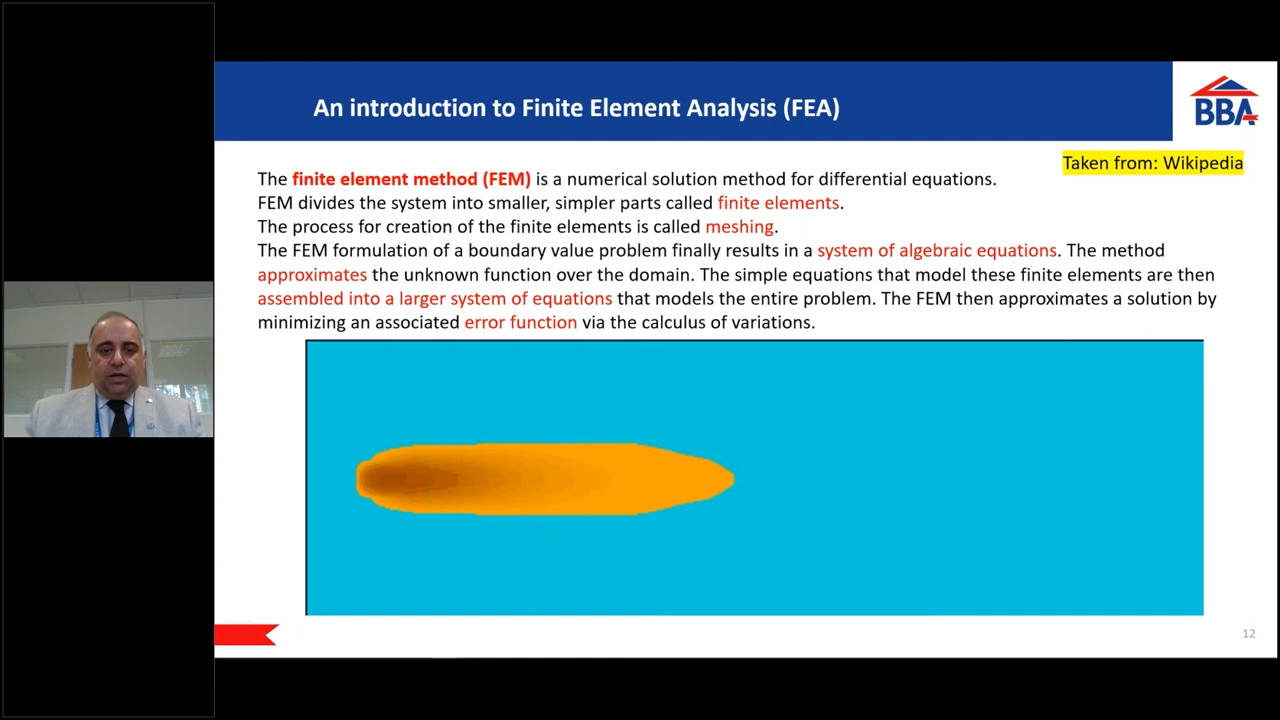 An introduction to Finite Element Analysis (FEA)
BBA
Taken from: Wikipedia
The finite element method (FEM) is a numerical solution method for differential equations.
FEM divides the system into smaller, simpler parts called finite elements.
The process for creation of the finite elements is called meshing.
The FEM formulation of a boundary value problem finally results in a system of algebraic equations. The method
approximates the unknown function over the domain. The simple equations that model these finite elements are then
assembled into a larger system of equations that models the entire problem. The FEM then approximates a solution by
minimizing an associated error function via the calculus of variations.
12